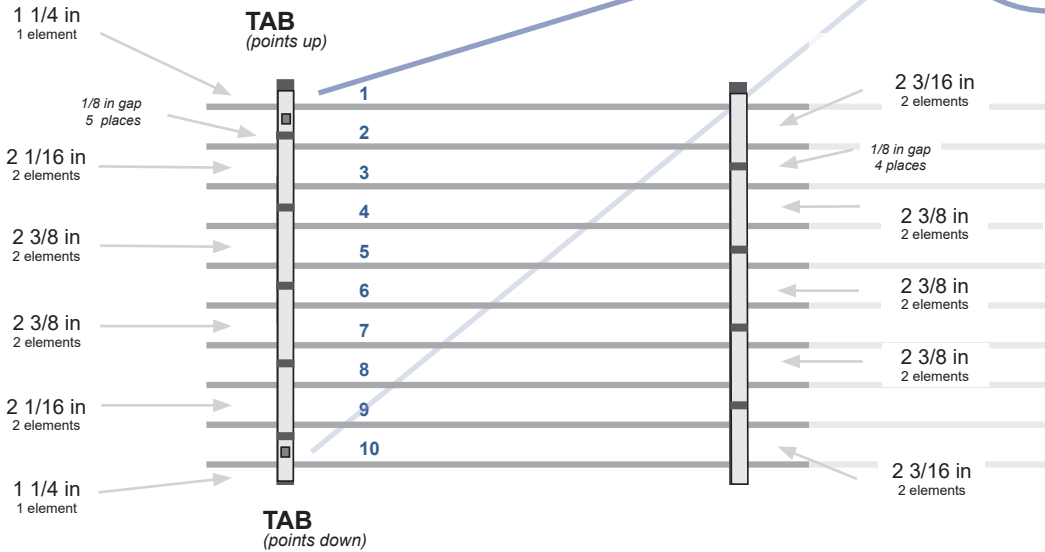 1 1/4 in
1 element
TAB
(points up)
1/8 in gap
5 places
2 1/16 in
2 elements
2 3/8 in
2 elements
2 3/8 in
2 elements
2 1/16 in
2 elements
1 1/4 in
1 element
1
2
3
4
5
6
7
8
9
10
TAB
(points down)
2 3/16 in
2 elements
1/8 in gap
4 places
2 3/8 in
2 elements
2 3/8 in
2 elements
2 3/8 in
2 elements
2 3/16 in
2 elements